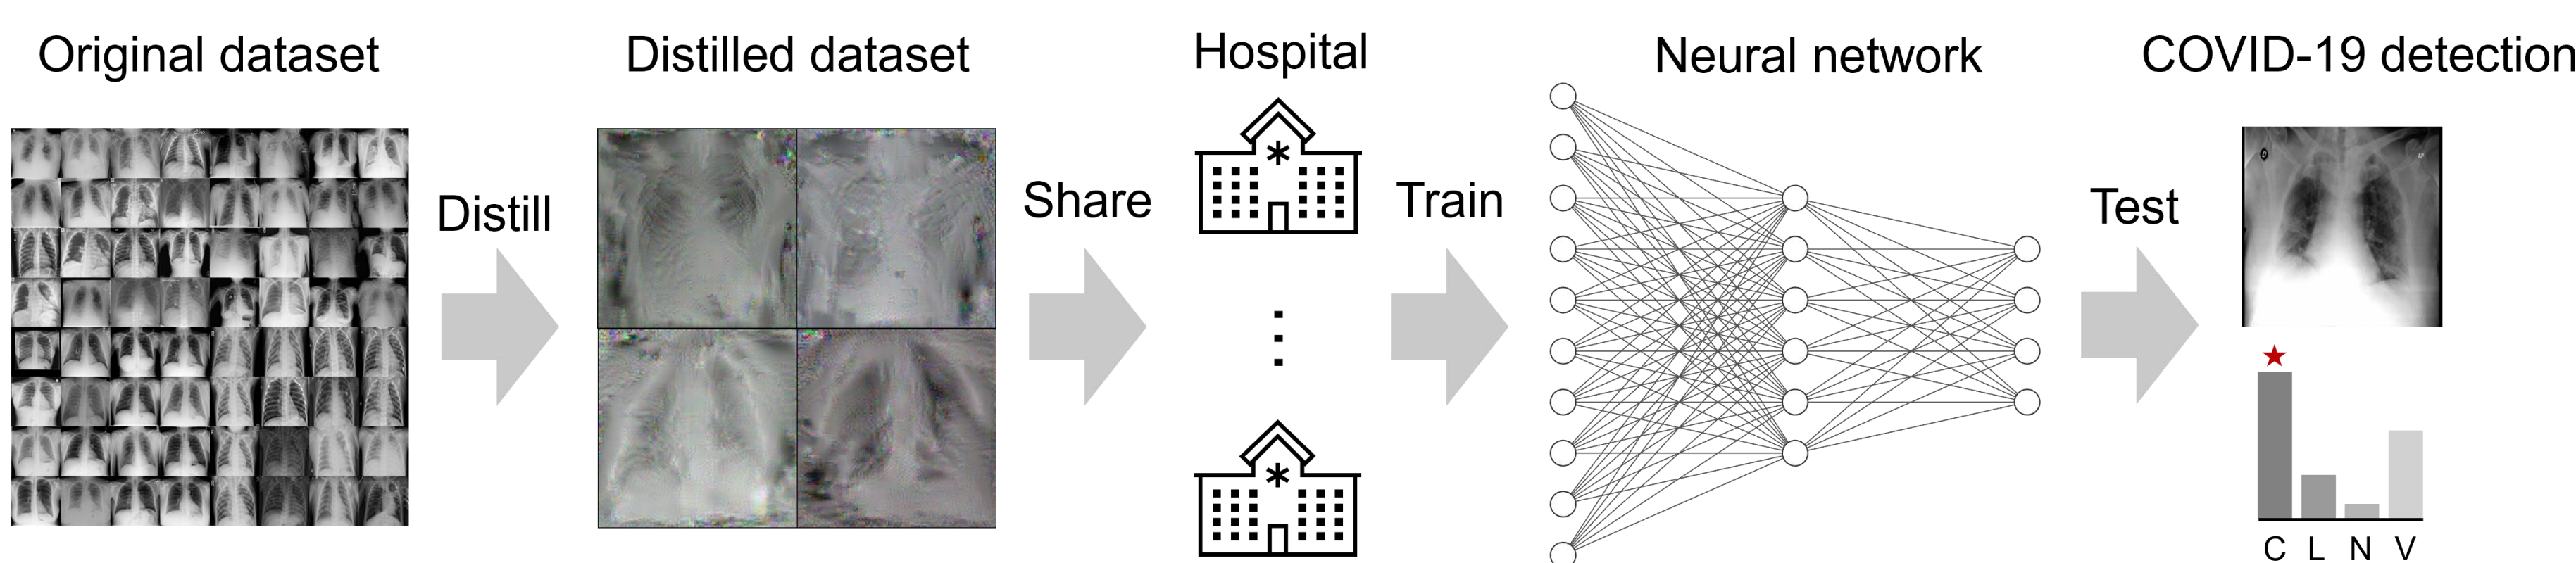 Original dataset
Distill
Distilled dataset
Share
Hospital
Train
Neural network
Test
COVID-19 detection
C L N V